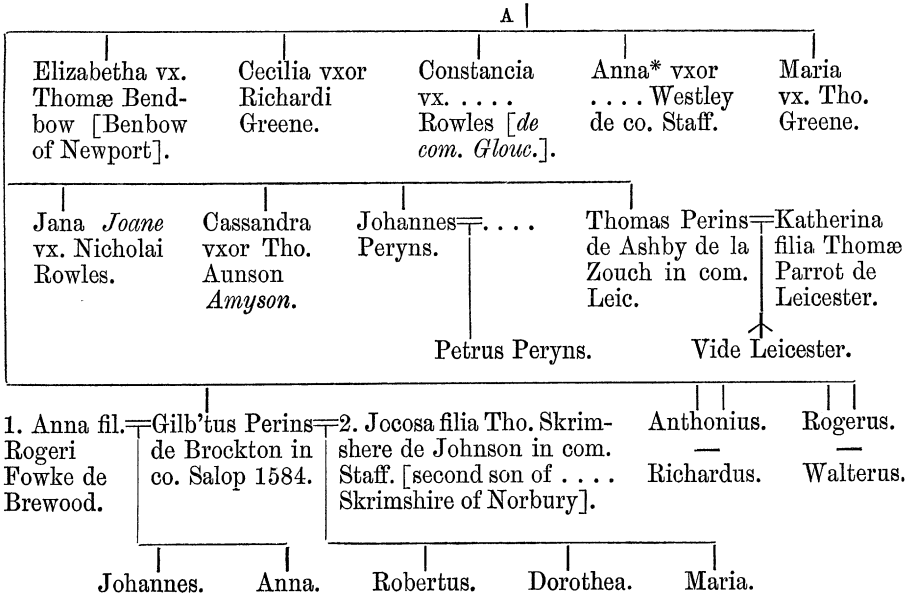 A
Elizabetha vx.
Thomæ Bend-
bow [Benbow
of Newport].
Cecilia vxor
Richardi
Greene.
Constancia
vx. . . . . .
Rowles [de
com. Glouc.].
Anna* vxor
. . . . Westley
de co. Staff.
Maria
vx. Tho.
Greene.
Jana Joane
vx. Nicholai
Rowles.
Cassandra
vxor Tho.
Aunson
Amyson.
Johannes
Peryns.
. . . .
Petrus Peryns.
Thomas Perins
de Ashby de la
Zouch in com.
Leic.
Katherina
filia Thomæ
Parrot de
Leicester.
Vide Leicester.
1. Anna fil.
Rogeri
Fowke de
Brewood.
Gilb'tus Perins
de Brockton in
co. Salop 1584.
2. Jocosa filia Tho. Skrim-
shere de Johnson in com.
Staff. [second son of . . . .
Skrimshire of Norbury].
Anthonius.
—
Richardus.
Rogerus.
—
Walterus.
Johannes.
Anna.
Robertus.
Dorothea.
Maria.